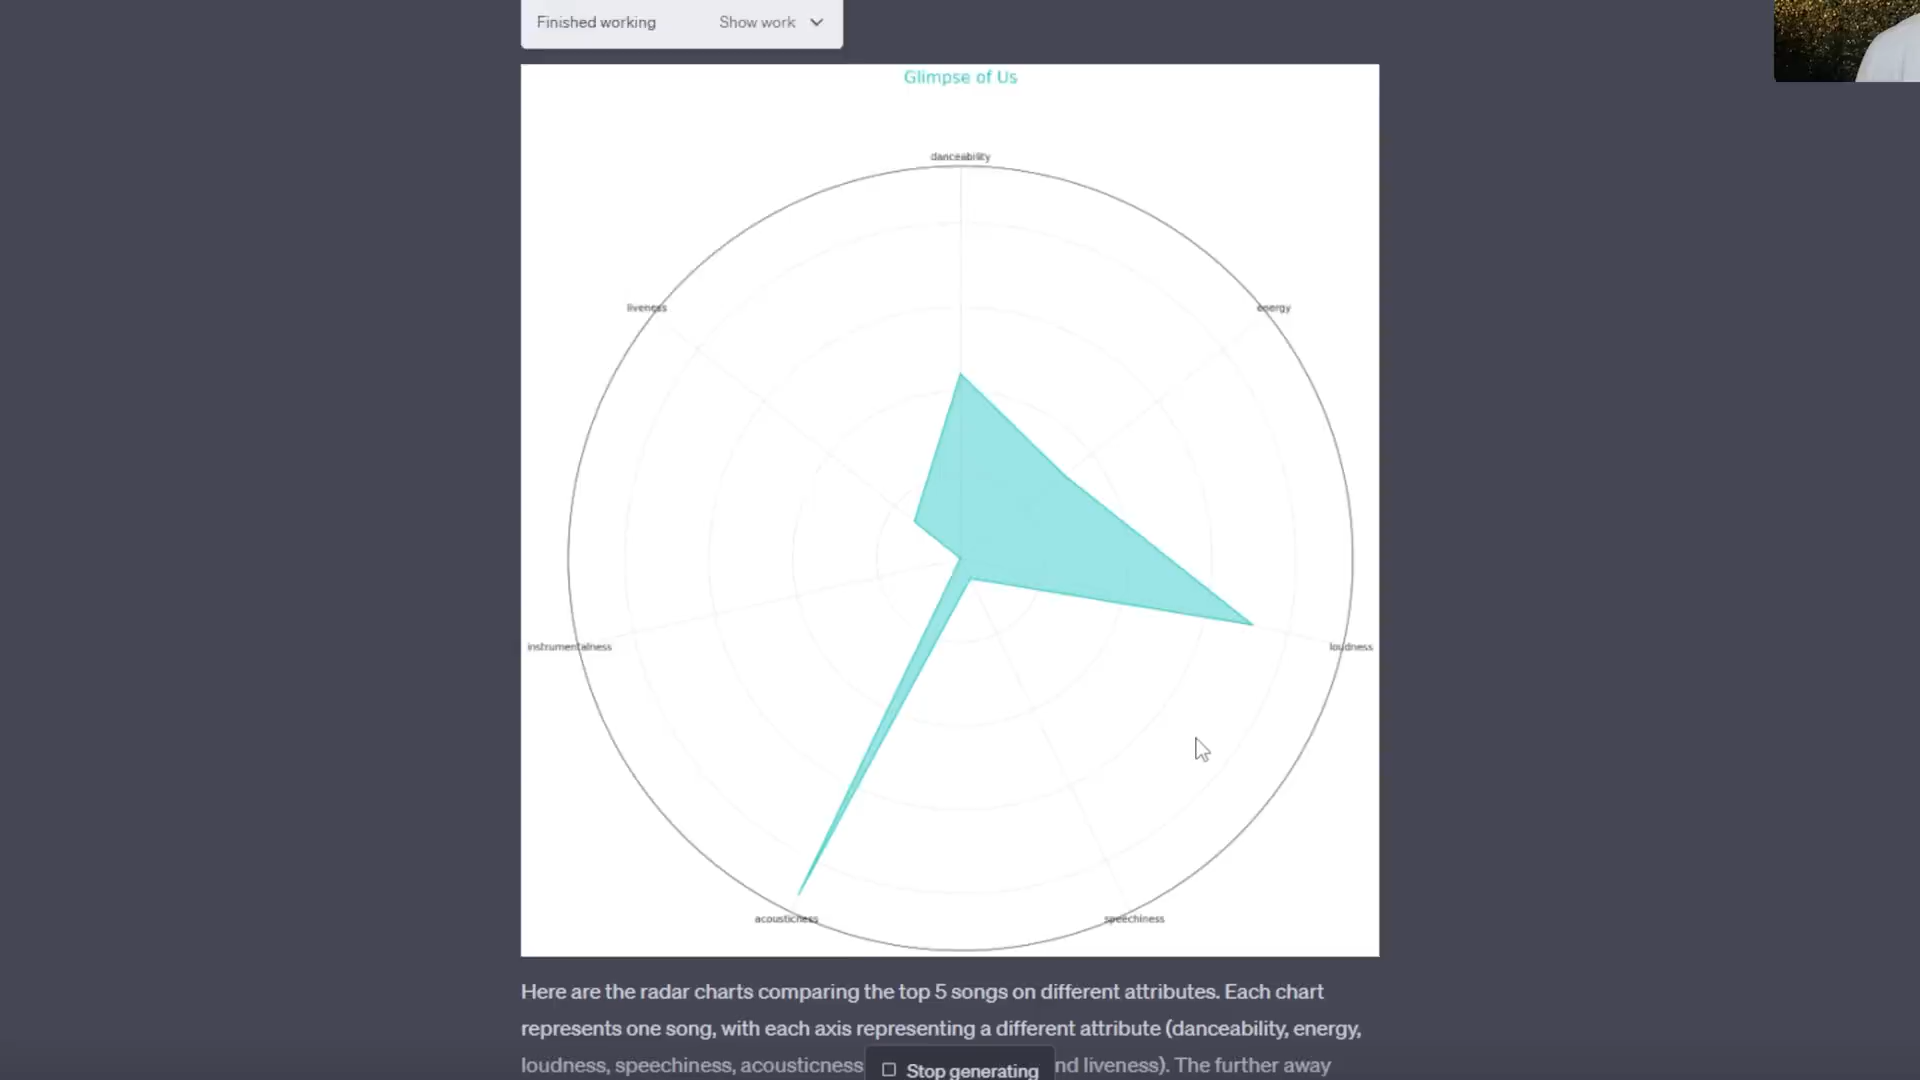 Finished working Show work
Glimpse of Us
danceability
liveness
energy
instrumentalness
loudness
acousticness
speechiness
Here are the radar charts comparing the top 5 songs on different attributes. Each chart
represents one song, with each axis representing a different attribute (danceability, energy,
loudness, speechiness, acousticness nd liveness). The further away
Stop generating